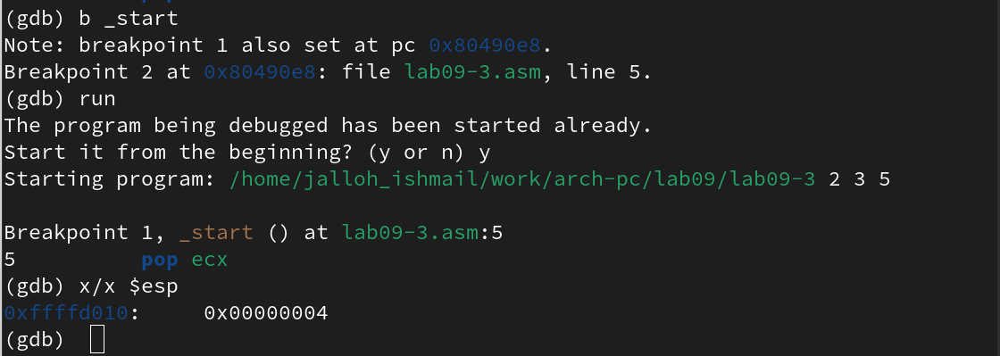 (gdb) b _start
Note: breakpoint 1 also set at pc 0x80490e8.
Breakpoint 2 at 0x80490e8: file lab09-3.asm, line 5.
(gdb) run
The program being debugged has been started already.
Start it from the beginning? (y or n) y
Starting program: /home/jalloh_ishmail/work/arch-pc/lab09/lab09-3 2 3 5

Breakpoint 1, _start () at lab09-3.asm:5
5          pop ecx
(gdb) x/x $esp
0xffffd010:     0x00000004
(gdb)